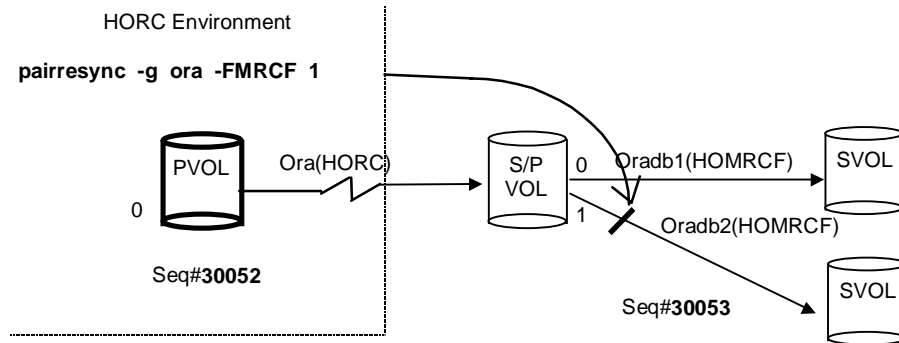 HORC Environment
pairresync -g ora -FMRCF 1
PVOL
Ora(HORC)
0
S/P
VOL
0
Oradb1(HOMRCF)
SVOL
1
Oradb2(HOMRCF)
Seq#30052
Seq#30053
SVOL